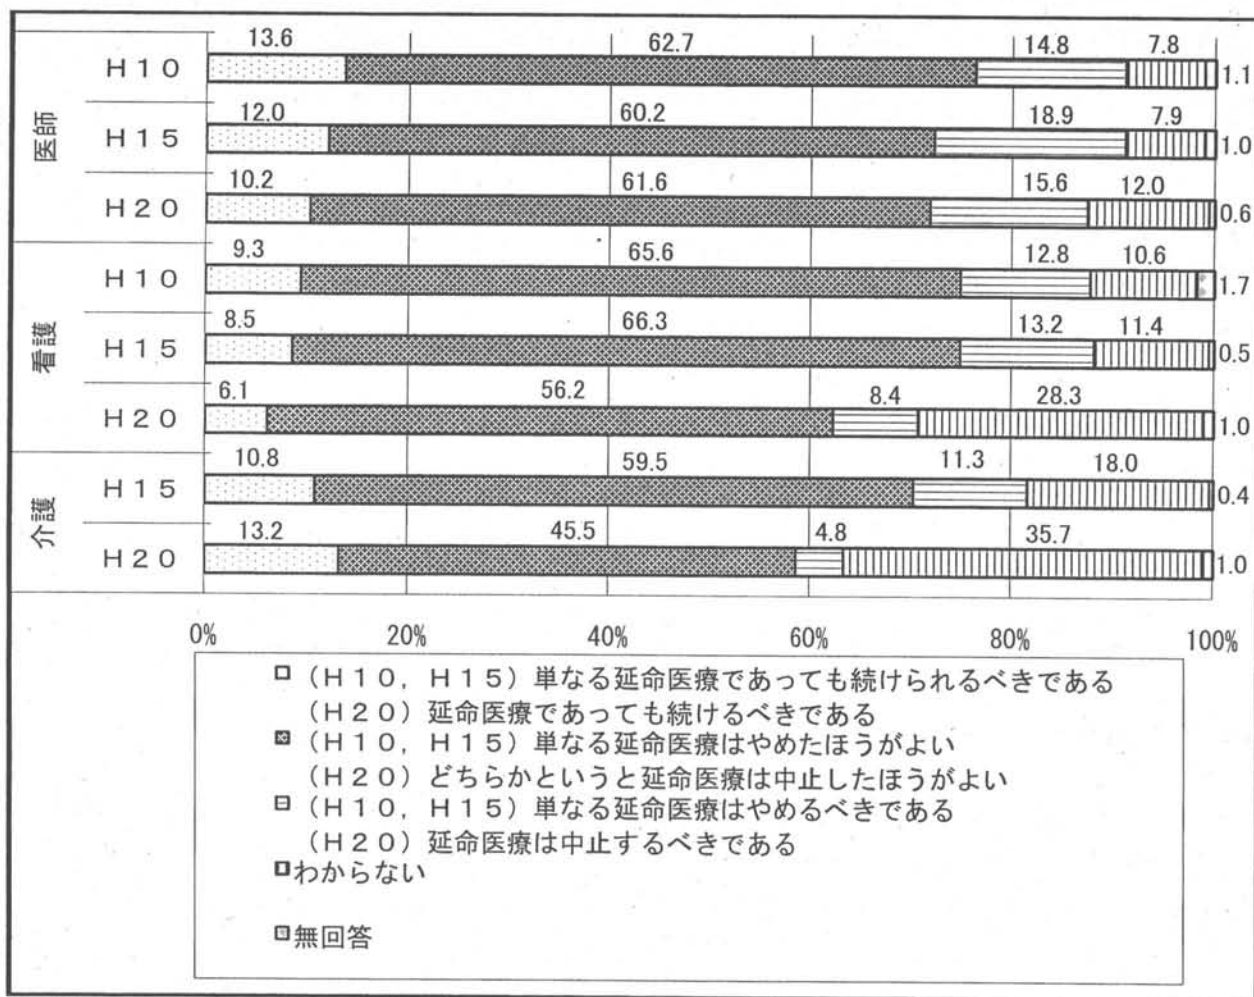 13.6 62.7 14.8 7.8
H10 1.1
12.0 60.2 18.9 7.9
医師 H15 1.0
10.2 61.6 15.6 12.0
H20 0.6
9.3 65.6 12.8 10.6
H10 1.7
8.5 66.3 13.2 11.4
看護 H15 0.5
6.1 56.2 8.4 28.3
H20 1.0
10.8 59.5 11.3 18.0
H15 0.4
介護
13.2 45.5 4.8 35.7
H20 1.0
0% 20% 40% 60% 80% 100%
(H10, H15) 単なる延命医療であっても続けられるべきである
(H20) 延命医療であっても続けるべきである
(H10, H15) 単なる延命医療はやめたほうがよい
(H20) どちらかというと延命医療は中止したほうがよい
(H10, H15) 単なる延命医療はやめるべきである
(H20) 延命医療は中止するべきである
わからない
無回答